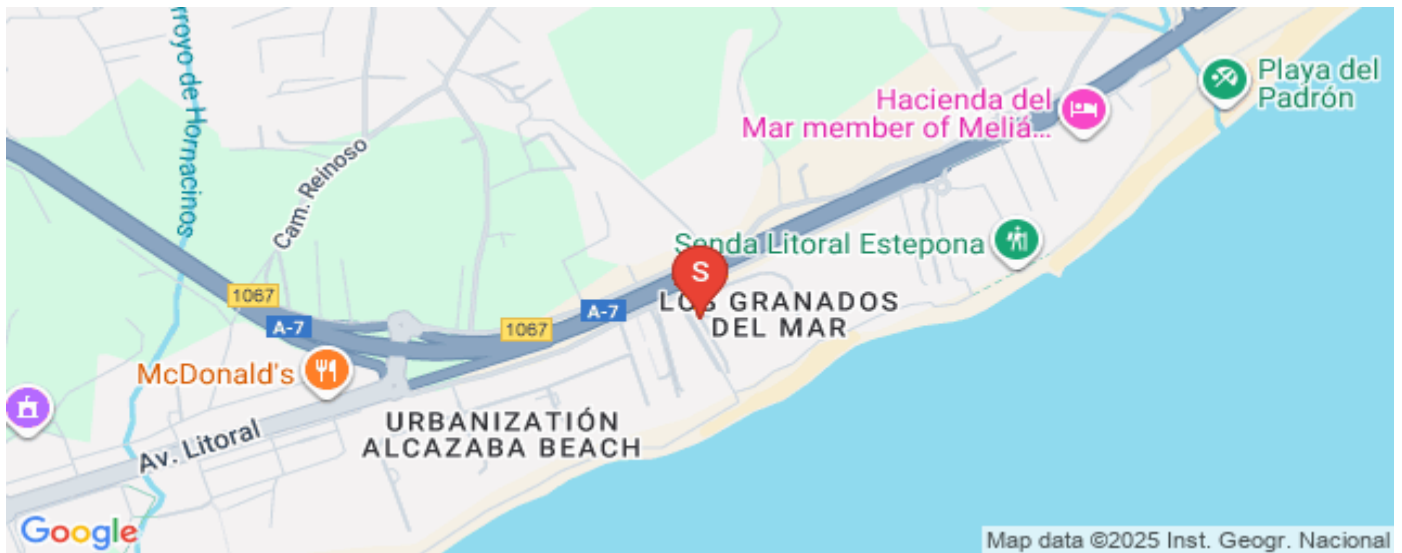 rroyo de Hornacinos
Cam. Reinoso
Playa del
Padrón
Hacienda del
Mar member of Meliá...
Senda Litoral Estepona
S
LOS GRANADOS
DEL MAR
1067
A-7
1067
A-7
McDonald's
URBANIZATIÓN
ALCAZABA BEACH
Av. Litoral
Google
Map data ©2025 Inst. Geogr. Nacional